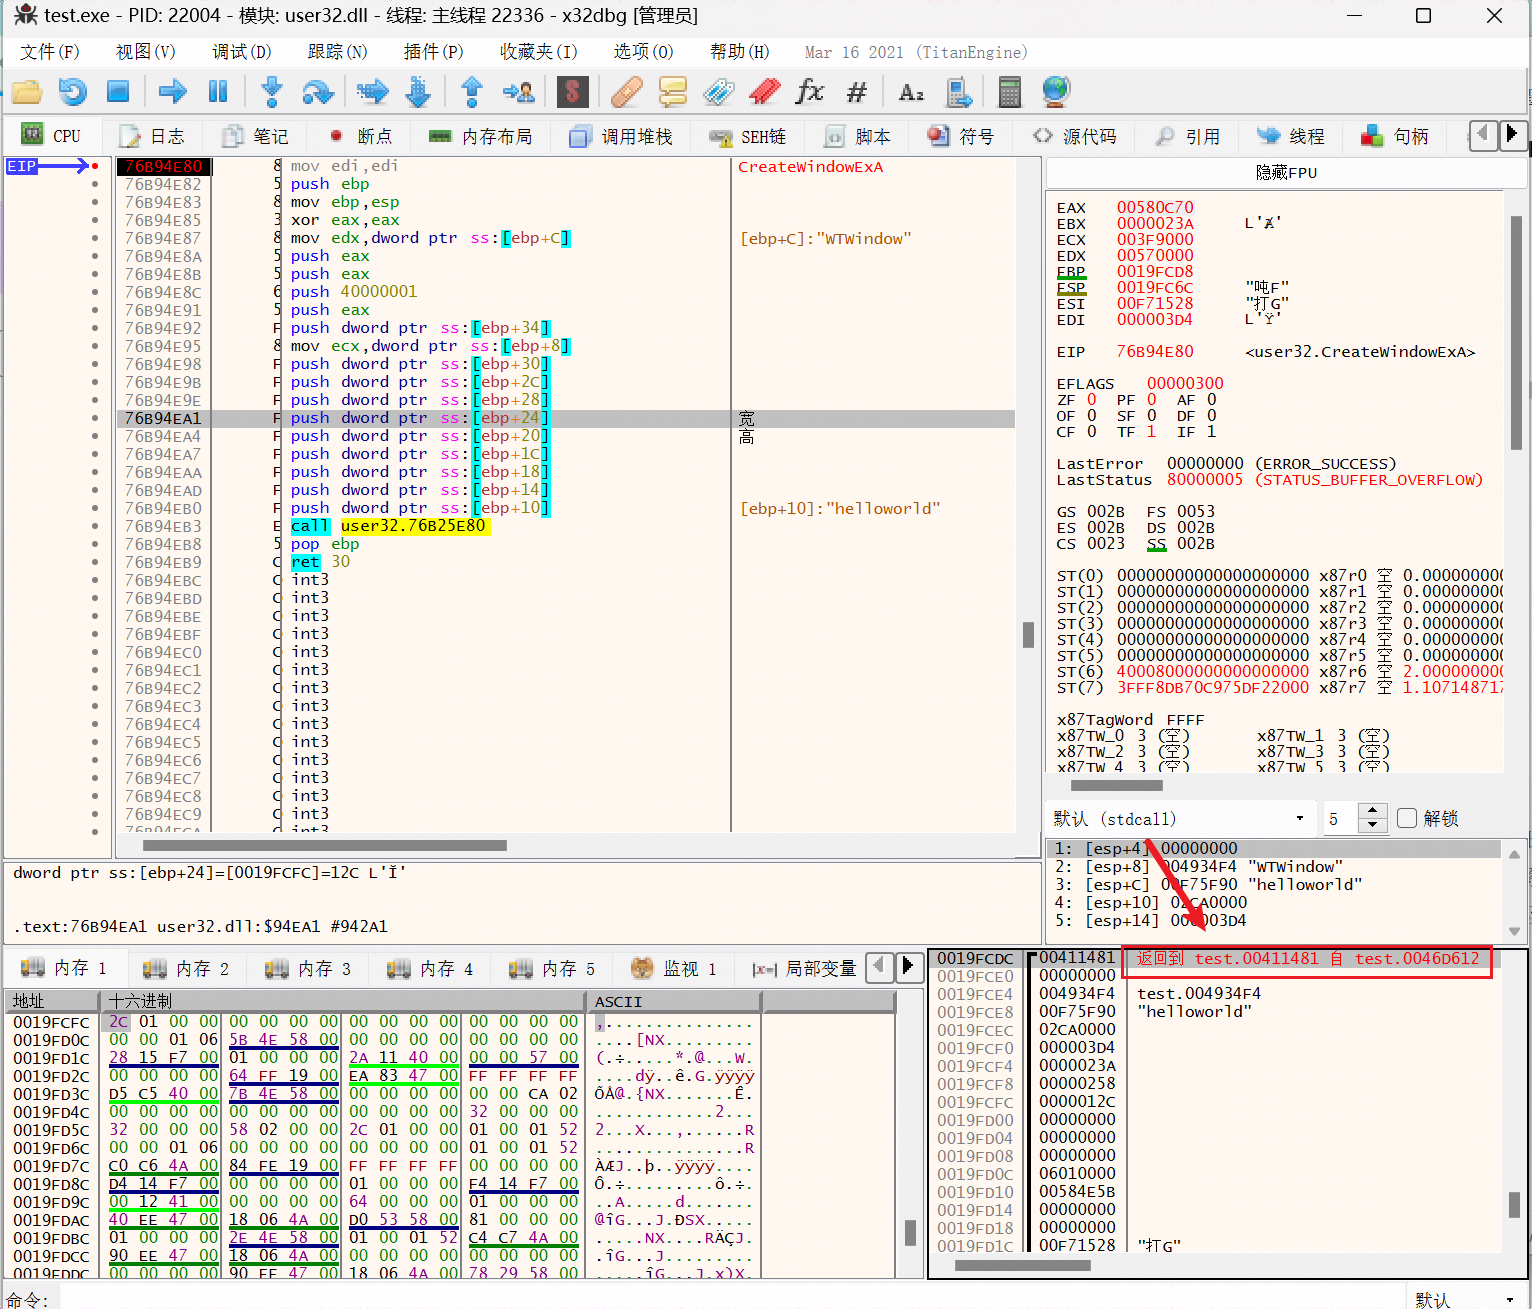 test.exe - PID: 22004 - 模块: user32.dll - 线程: 主线程 22336 - x32dbg [管理员]
文件(F) 视图(V) 调试(D) 跟踪(N) 插件(P) 收藏夹(I) 选项(O) 帮助(H) Mar 16 2021 (TitanEngine)
CPU 日志 笔记 断点 内存布局 调用堆栈 SEH链 脚本 符号 源代码 引用 线程 句柄
EIP
76B94E80 8 mov edi,edi CreateWindowExA
76B94E82 5 push ebp
76B94E83 8 mov ebp,esp
76B94E85 3 xor eax,eax
76B94E87 8 mov edx,dword ptr ss:[ebp+C] [ebp+C]:"WTWindow"
76B94E8A 5 push eax
76B94E8B 5 push eax
76B94E8C 6 push 40000001
76B94E91 5 push eax
76B94E92 F push dword ptr ss:[ebp+34]
76B94E95 8 mov ecx,dword ptr ss:[ebp+8]
76B94E98 F push dword ptr ss:[ebp+30]
76B94E9B F push dword ptr ss:[ebp+2C]
76B94E9E F push dword ptr ss:[ebp+28]
76B94EA1 F push dword ptr ss:[ebp+24] 宽
76B94EA4 F push dword ptr ss:[ebp+20] 高
76B94EA7 F push dword ptr ss:[ebp+1C]
76B94EAA F push dword ptr ss:[ebp+18]
76B94EAD F push dword ptr ss:[ebp+14]
76B94EB0 F push dword ptr ss:[ebp+10] [ebp+10]:"helloworld"
76B94EB3 E call user32.76B25E80
76B94EB8 5 pop ebp
76B94EB9 C ret 30
76B94EBC C int3
76B94EBD C int3
76B94EBE C int3
76B94EBF C int3
76B94EC0 C int3
76B94EC1 C int3
76B94EC2 C int3
76B94EC3 C int3
76B94EC4 C int3
76B94EC5 C int3
76B94EC6 C int3
76B94EC7 C int3
76B94EC8 C int3
76B94EC9 C int3
76B94ECA C int3
隐藏FPU
EAX 00580C70
EBX 0000023A
ECX 003F9000
EDX 00570000
EBP 0019FCD8
ESP 0019FC6C "吨F"
ESI 00F71528 "打G"
EDI 000003D4
EIP 76B94E80 <user32.CreateWindowExA>
EFLAGS 00000300
ZF 0 PF 0 AF 0
OF 0 SF 0 DF 0
CF 0 TF 1 IF 1
LastError 00000000 (ERROR_SUCCESS)
LastStatus 80000005 (STATUS_BUFFER_OVERFLOW)
GS 002B FS 0053
ES 002B DS 002B
CS 0023 SS 002B
ST(0) 00000000000000000000 x87r0 空 0.000000000
ST(1) 00000000000000000000 x87r1 空 0.000000000
ST(2) 00000000000000000000 x87r2 空 0.000000000
ST(3) 00000000000000000000 x87r3 空 0.000000000
ST(4) 00000000000000000000 x87r4 空 0.000000000
ST(5) 00000000000000000000 x87r5 空 0.000000000
ST(6) 40008000000000000000 x87r6 空 2.000000000
ST(7) 3FFF8DB70C975DF22000 x87r7 空 1.107148717
x87TagWord FFFF
x87TW_0 3 (空) x87TW_1 3 (空)
x87TW_2 3 (空) x87TW_3 3 (空)
x87TW_4 3 (空) x87TW_5 3 (空)
默认 (stdcall) 5 解锁
1: [esp+4] 00000000
2: [esp+8] 004934F4 "WTWindow"
3: [esp+C] 00F75F90 "helloworld"
4: [esp+10] 02CA0000
5: [esp+14] 000003D4
dword ptr ss:[ebp+24]=[0019FCFC]=12C L'Ĭ'
.text:76B94EA1 user32.dll:$94EA1 #942A1
内存 1 内存 2 内存 3 内存 4 内存 5 监视 1 局部变量
地址 十六进制 ASCII
0019FCFC 2C 01 00 00 00 00 00 00 00 00 00 00 00 00 00 00 ,...............
0019FD0C 00 00 01 06 5B 4E 58 00 00 00 00 00 00 00 00 00 ....[NX.........
0019FD1C 28 15 F7 00 01 00 00 00 2A 11 40 00 00 00 57 00 (.÷.....*.@...W.
0019FD2C 00 00 00 00 64 FF 19 00 EA 83 47 00 FF FF FF FF ....dÿ..ê.G.ÿÿÿÿ
0019FD3C D5 C5 40 00 7B 4E 58 00 00 00 00 00 00 00 CA 02 ÕÅ@.{NX.......Ê.
0019FD4C 00 00 00 00 00 00 00 00 00 00 00 00 32 00 00 00 ............2...
0019FD5C 32 00 00 00 58 02 00 00 2C 01 00 00 01 00 01 52 2...X...,......R
0019FD6C 00 00 01 06 00 00 00 00 00 00 00 00 01 00 01 52 ...............R
0019FD7C C0 C6 4A 00 84 FE 19 00 FF FF FF FF 00 00 00 00 ÀÆJ..þ..ÿÿÿÿ....
0019FD8C D4 14 F7 00 00 00 00 00 01 00 00 00 F4 14 F7 00 Ô.÷.........ô.÷.
0019FD9C 00 12 41 00 00 00 00 00 64 00 00 00 01 00 00 00 ..A.....d.......
0019FDAC 40 EE 47 00 18 06 4A 00 D0 53 58 00 81 00 00 00 @îG...J.ÐSX.....
0019FDBC 01 00 00 00 2E 4E 58 00 01 00 01 52 C4 C7 4A 00 .....NX....RÄÇJ.
0019FDCC 90 EE 47 00 18 06 4A 00 00 00 00 00 00 00 00 00 .îG...J.........
0019FDDC 00 00 00 00 90 EE 47 00 18 06 4A 00 78 29 58 00 .....îG...J.x)X.
0019FCDC 00411481 返回到 test.00411481 自 test.0046D612
0019FCE0 00000000
0019FCE4 004934F4 test.004934F4
0019FCE8 00F75F90 "helloworld"
0019FCEC 02CA0000
0019FCF0 000003D4
0019FCF4 0000023A
0019FCF8 00000258
0019FCFC 0000012C
0019FD00 00000000
0019FD04 00000000
0019FD08 00000000
0019FD0C 06010000
0019FD10 00584E5B
0019FD14 00000000
0019FD18 00000000
0019FD1C 00F71528 "打G"
命令: 默认